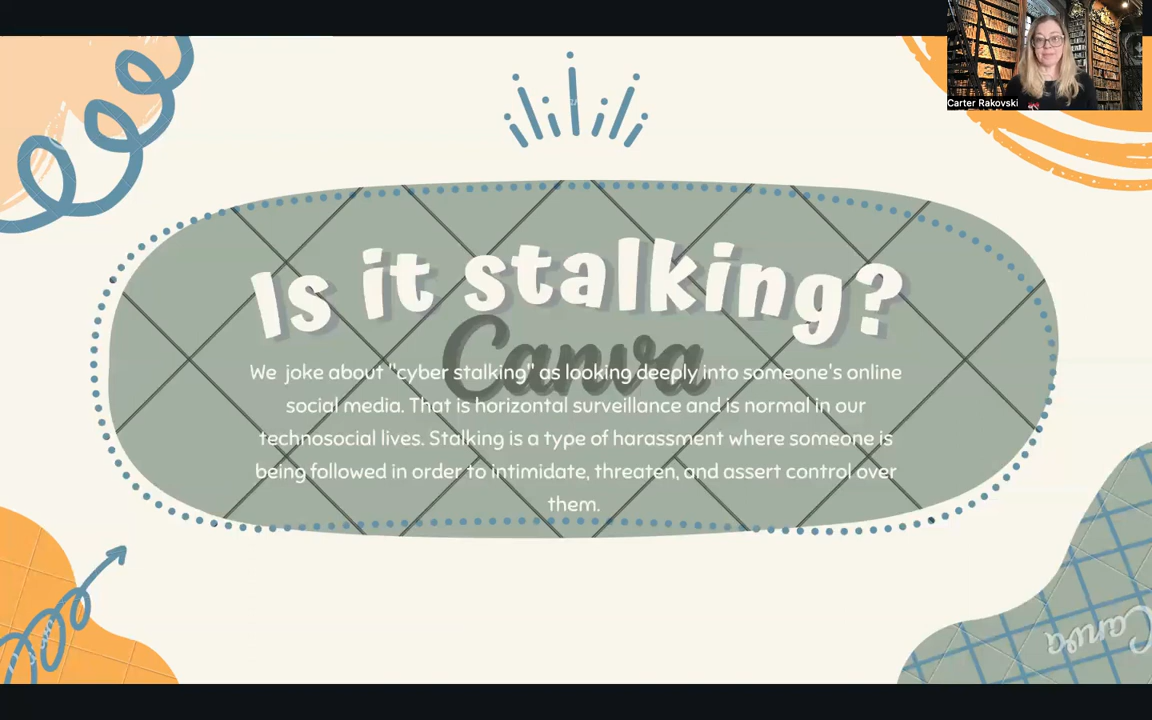 Carter Rakovski
Is it stalking?
Canva
We joke about "cyber stalking" as looking deeply into someone's online
social media. That is horizontal surveillance and is normal in our
technosocial lives. Stalking is a type of harassment where someone is
being followed in order to intimidate, threaten, and assert control over
them.
Canva